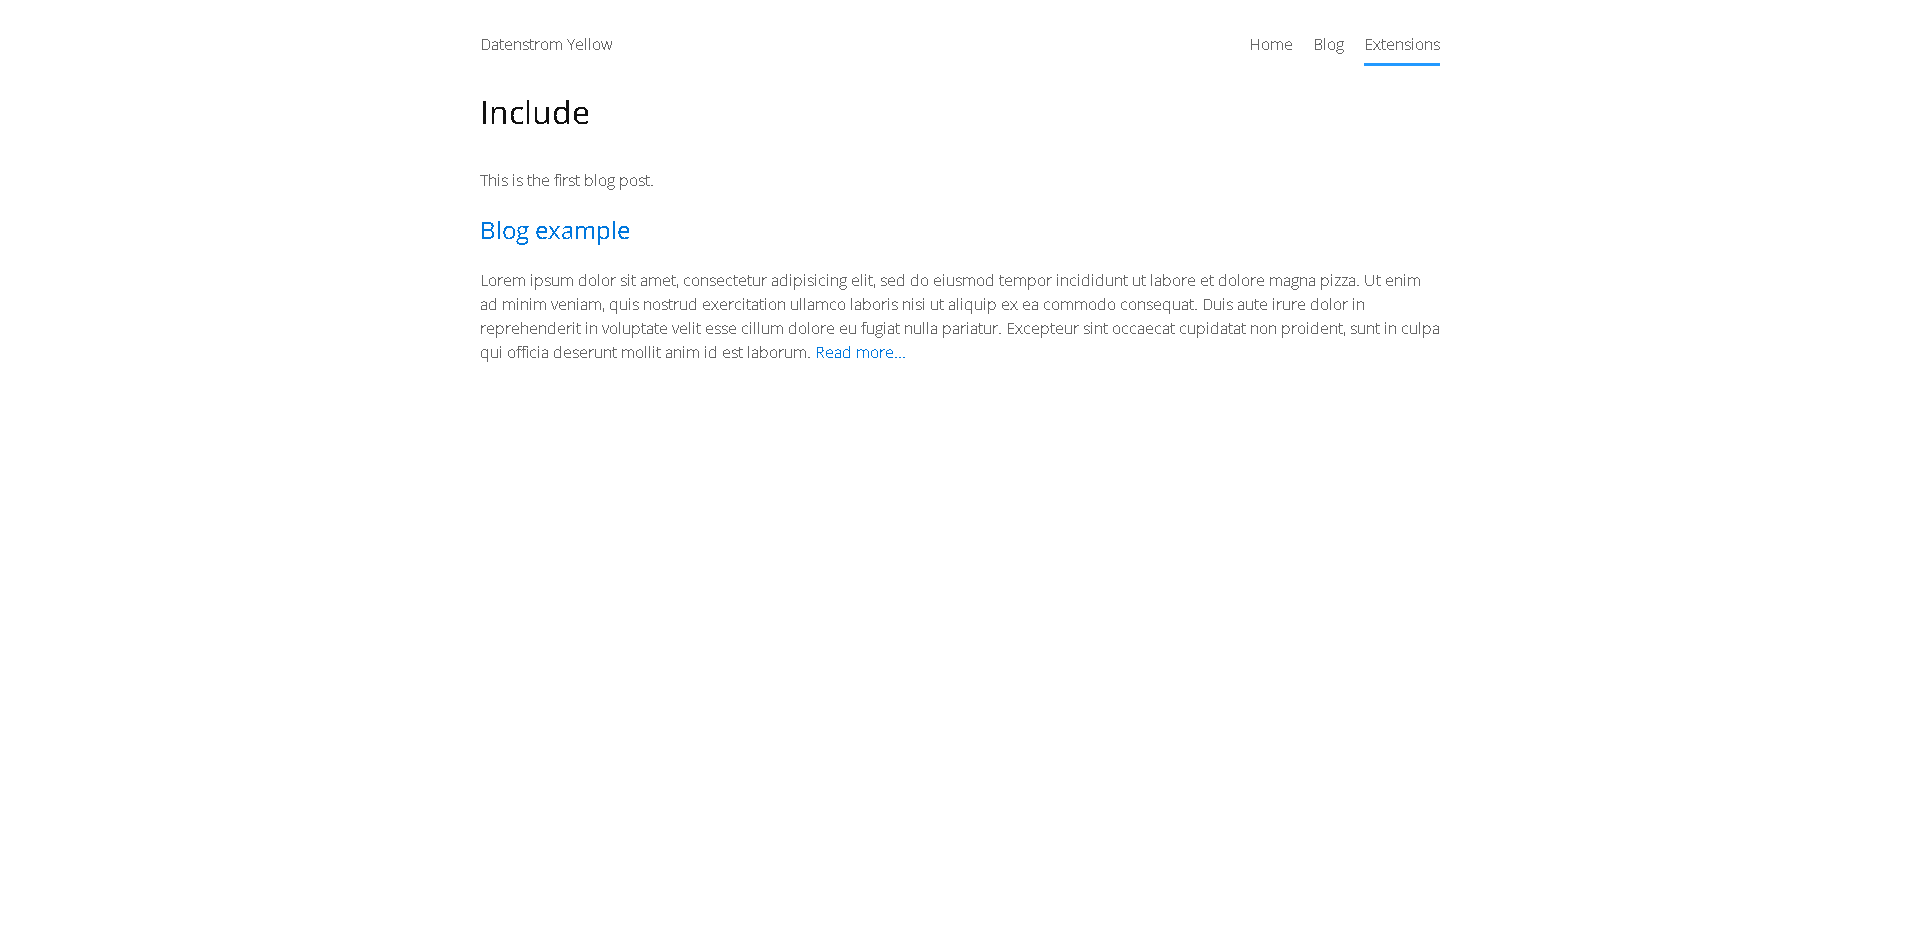 Datenstrom Yellow
Home Blog Extensions
Include
This is the first blog post.
Blog example
Lorem ipsum dolor sit amet, consectetur adipisicing elit, sed do eiusmod tempor incididunt ut labore et dolore magna pizza. Ut enim
ad minim veniam, quis nostrud exercitation ullamco laboris nisi ut aliquip ex ea commodo consequat. Duis aute irure dolor in
reprehenderit in voluptate velit esse cillum dolore eu fugiat nulla pariatur. Excepteur sint occaecat cupidatat non proident, sunt in culpa
qui officia deserunt mollit anim id est laborum. Read more…